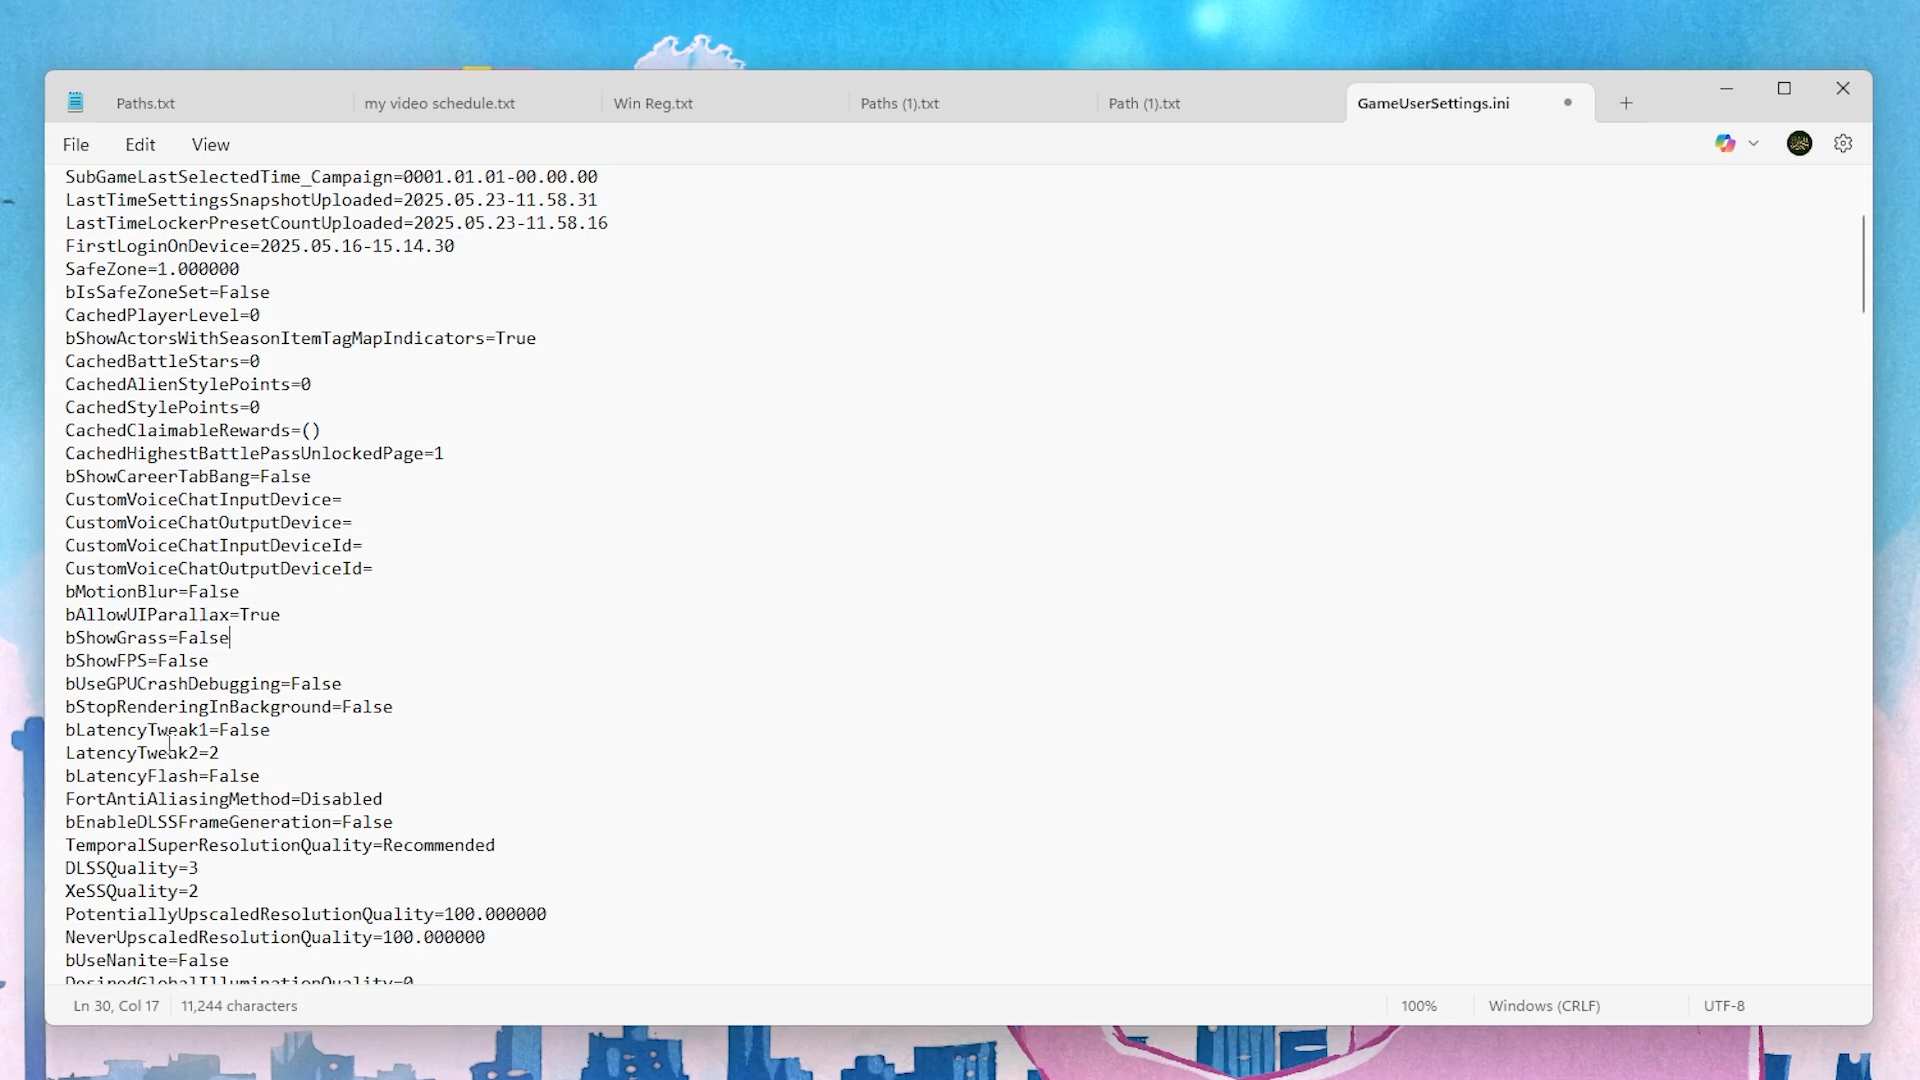 Paths.txt
my video schedule.txt
Win Reg.txt
Paths (1).txt
Path (1).txt
GameUserSettings.ini
File
Edit
View
SubGameLastSelectedTime_Campaign=0001.01.01-00.00.00
LastTimeSettingsSnapshotUploaded=2025.05.23-11.58.31
LastTimeLockerPresetCountUploaded=2025.05.23-11.58.16
FirstLoginOnDevice=2025.05.16-15.14.30
SafeZone=1.000000
bIsSafeZoneSet=False
CachedPlayerLevel=0
bShowActorsWithSeasonItemTagMapIndicators=True
CachedBattleStars=0
CachedAlienStylePoints=0
CachedStylePoints=0
CachedClaimableRewards=()
CachedHighestBattlePassUnlockedPage=1
bShowCareerTabBang=False
CustomVoiceChatInputDevice=
CustomVoiceChatOutputDevice=
CustomVoiceChatInputDeviceId=
CustomVoiceChatOutputDeviceId=
bMotionBlur=False
bAllowUIParallax=True
bShowGrass=False
bShowFPS=False
bUseGPUCrashDebugging=False
bStopRenderingInBackground=False
bLatencyTweak1=False
LatencyTweak2=2
bLatencyFlash=False
FortAntiAliasingMethod=Disabled
bEnableDLSSFrameGeneration=False
TemporalSuperResolutionQuality=Recommended
DLSSQuality=3
XeSSQuality=2
PotentiallyUpscaledResolutionQuality=100.000000
NeverUpscaledResolutionQuality=100.000000
bUseNanite=False
DesiredGlobalIlluminationQuality=0
Ln 30, Col 17
11,244 characters
100%
Windows (CRLF)
UTF-8